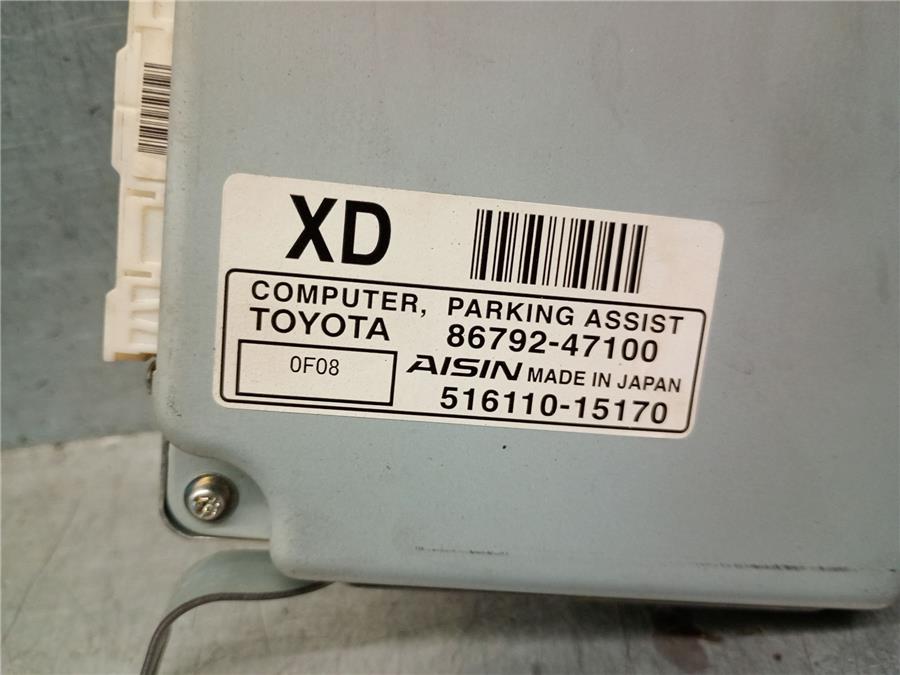 XD
COMPUTER, PARKING ASSIST
TOYOTA 86792-47100
0F08
AISIN MADE IN JAPAN
516110-15170